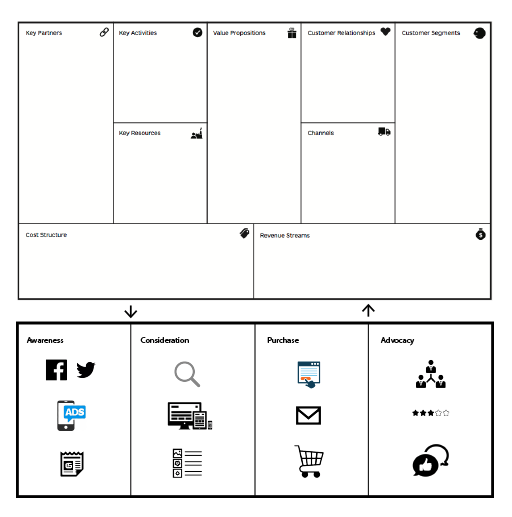 Key Partners
Key Activities
Value Propositions
Customer Relationships
Customer Segments
Key Resources
Channels
Cost Structure
Revenue Streams
Awareness
Consideration
Purchase
Advocacy
ADS